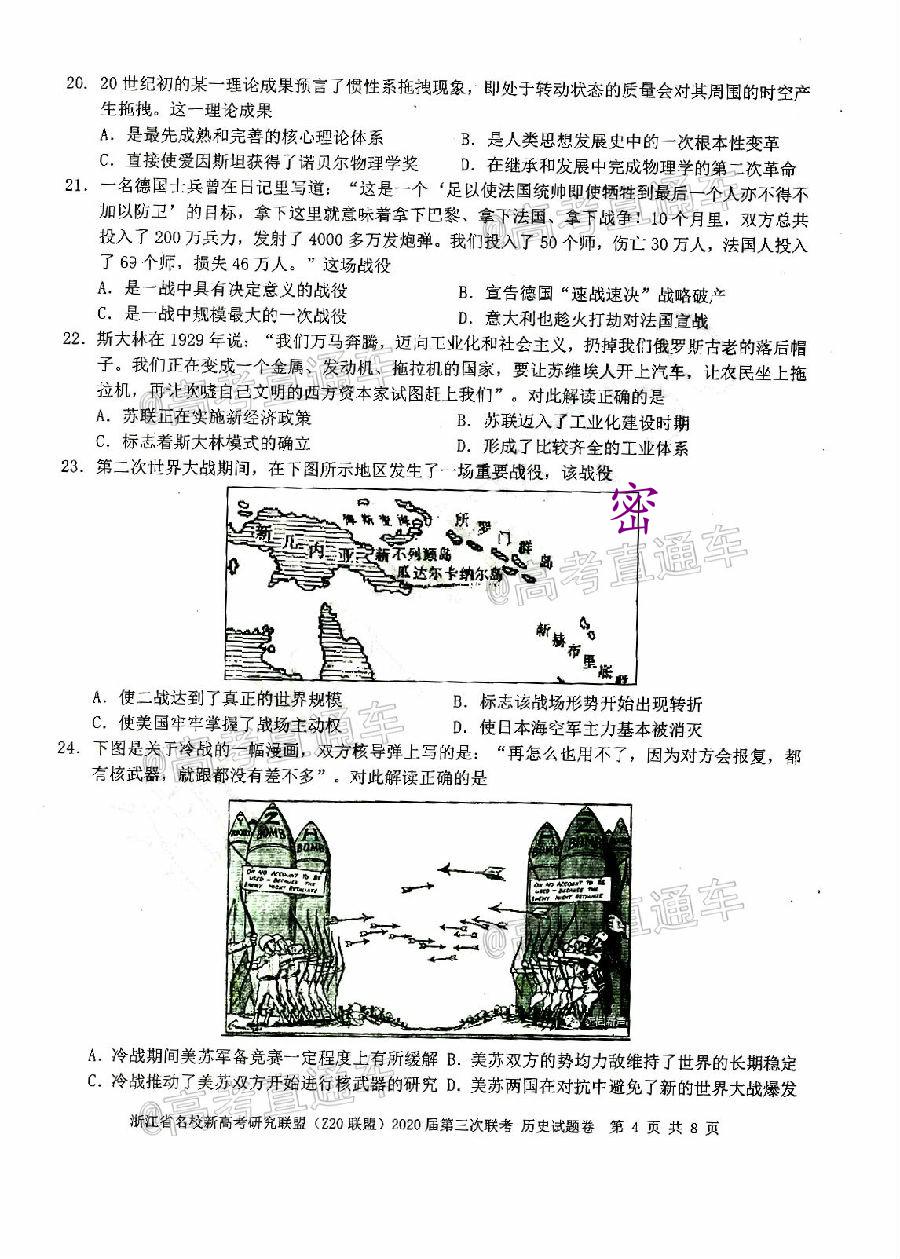 20. 20世纪初的某一理论成果预言了惯性系拖拽现象，即处于转动状态的质量会对其周围的时空产
生拖拽。这一理论成果
A. 是最先成熟和完善的核心理论体系 B. 是人类思想发展史中的一次根本性变革
C. 直接使爱因斯坦获得了诺贝尔物理学奖 D. 在继承和发展中完成物理学的第二次革命
21. 一名德国士兵曾在日记里写道：“这是一个‘足以使法国统帅即使牺牲到最后一个人亦不得不
加以防卫’的目标，拿下这里就意味着拿下巴黎、拿下法国、拿下战争！10个月里，双方总共
投入了200万兵力，发射了4000多万发炮弹。我们投入了50个师，伤亡30万人，法国人投入
了69个师，损失46万人。”这场战役
A. 是一战中具有决定意义的战役 B. 宣告德国“速战速决”战略破产
C. 是一战中规模最大的一次战役 D. 意大利也趁火打劫对法国宣战
22. 斯大林在1929年说：“我们万马奔腾，迈向工业化和社会主义，扔掉我们俄罗斯古老的落后帽
子。我们正在变成一个金属、发动机、拖拉机的国家，要让苏维埃人开上汽车，让农民坐上拖
拉机，再让吹嘘自己文明的西方资本家试图赶上我们”。对此解读正确的是
A. 苏联正在实施新经济政策 B. 苏联迈入了工业化建设时期
C. 标志着斯大林模式的确立 D. 形成了比较齐全的工业体系
23. 第二次世界大战期间，在下图所示地区发生了一场重要战役，该战役
密
所罗门群岛
新几内亚
新不列颠岛
瓜达尔卡纳尔岛
新赫布里底群
@高考直通车
A. 使二战达到了真正的世界规模 B. 标志该战场形势开始出现转折
C. 使美国牢牢掌握了战场主动权 D. 使日本海空军主力基本被消灭
24. 下图是关于冷战的一幅漫画，双方核导弹上写的是：“再怎么也用不了，因为对方会报复，都
有核武器，就跟都没有差不多”。对此解读正确的是
Z
BOMB
H
BOMB
ON NO ACCOUNT TO BE
USED - BECAUSE THE
ENEMY MIGHT RETALIATE
ON NO ACCOUNT TO BE
USED - BECAUSE THE
ENEMY MIGHT RETALIATE
@高考直通车
A. 冷战期间美苏军备竞赛一定程度上有所缓解 B. 美苏双方的势均力敌维持了世界的长期稳定
C. 冷战推动了美苏双方开始进行核武器的研究 D. 美苏两国在对抗中避免了新的世界大战爆发
浙江省名校新高考研究联盟（Z20联盟）2020届第三次联考 历史试题卷 第 4 页 共 8 页